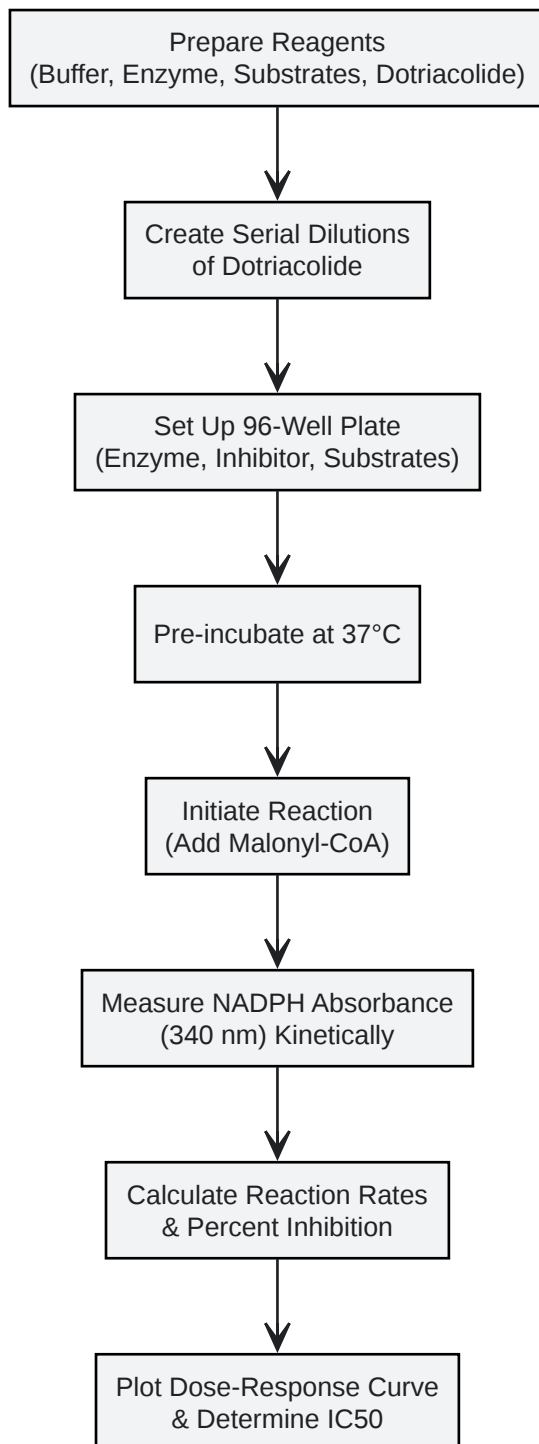 Prepare Reagents
(Buffer, Enzyme, Substrates, Dotriacolide)
Create Serial Dilutions
of Dotriacolide
Set Up 96-Well Plate
(Enzyme, Inhibitor, Substrates)
Pre-incubate at 37°C
Initiate Reaction
(Add Malonyl-CoA)
Measure NADPH Absorbance
(340 nm) Kinetically
Calculate Reaction Rates
& Percent Inhibition
Plot Dose-Response Curve
& Determine IC50